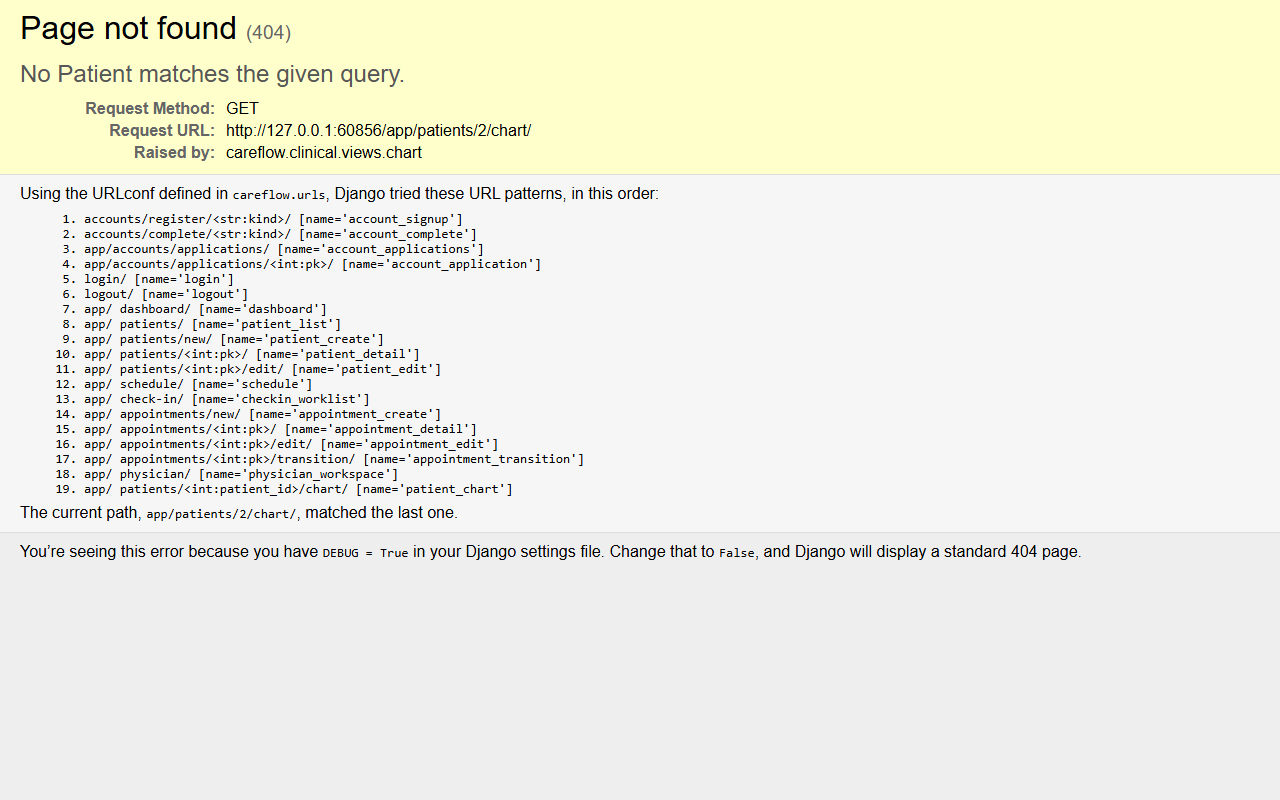 Page not found (404)
No Patient matches the given query.
Request Method: GET
Request URL: http://127.0.0.1:60856/app/patients/2/chart/
Raised by: careflow.clinical.views.chart
Using the URLconf defined in careflow.urls, Django tried these URL patterns, in this order:
1. accounts/register/<str:kind>/ [name='account_signup']
2. accounts/complete/<str:kind>/ [name='account_complete']
3. app/accounts/applications/ [name='account_applications']
4. app/accounts/applications/<int:pk>/ [name='account_application']
5. login/ [name='login']
6. logout/ [name='logout']
7. app/ dashboard/ [name='dashboard']
8. app/ patients/ [name='patient_list']
9. app/ patients/new/ [name='patient_create']
10. app/ patients/<int:pk>/ [name='patient_detail']
11. app/ patients/<int:pk>/edit/ [name='patient_edit']
12. app/ schedule/ [name='schedule']
13. app/ check-in/ [name='checkin_worklist']
14. app/ appointments/new/ [name='appointment_create']
15. app/ appointments/<int:pk>/ [name='appointment_detail']
16. app/ appointments/<int:pk>/edit/ [name='appointment_edit']
17. app/ appointments/<int:pk>/transition/ [name='appointment_transition']
18. app/ physician/ [name='physician_workspace']
19. app/ patients/<int:patient_id>/chart/ [name='patient_chart']
The current path, app/patients/2/chart/, matched the last one.
You’re seeing this error because you have DEBUG = True in your Django settings file. Change that to False, and Django will display a standard 404 page.